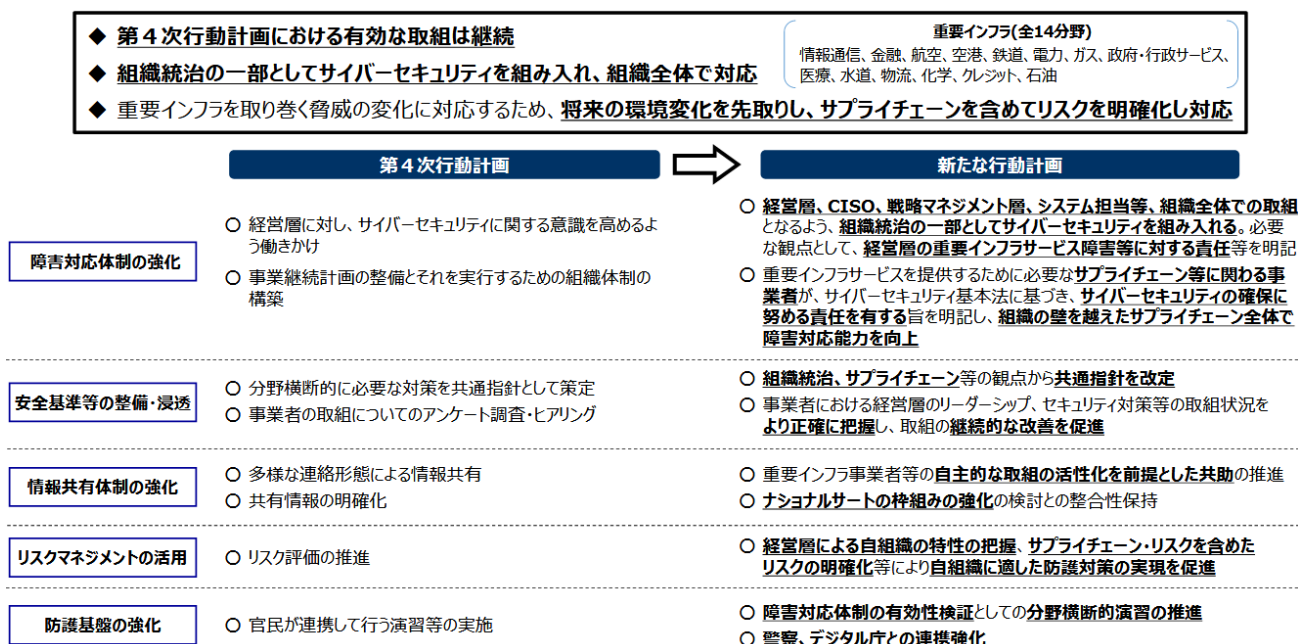 ◆ 第４次行動計画における有効な取組は継続
◆ 組織統治の一部としてサイバーセキュリティを組み入れ、組織全体で対応
◆ 重要インフラを取り巻く脅威の変化に対応するため、将来の環境変化を先取りし、サプライチェーンを含めてリスクを明確化し対応
重要インフラ(全14分野)
情報通信、金融、航空、空港、鉄道、電力、ガス、政府・行政サービス、
医療、水道、物流、化学、クレジット、石油
第４次行動計画
新たな行動計画
障害対応体制の強化
○ 経営層に対し、サイバーセキュリティに関する意識を高めるよ
う働きかけ
○ 事業継続計画の整備とそれを実行するための組織体制の
構築
○ 経営層、CISO、戦略マネジメント層、システム担当等、組織全体での取組
となるよう、組織統治の一部としてサイバーセキュリティを組み入れる。必要
な観点として、経営層の重要インフラサービス障害等に対する責任等を明記
○ 重要インフラサービスを提供するために必要なサプライチェーン等に関わる事
業者が、サイバーセキュリティ基本法に基づき、サイバーセキュリティの確保に
努める責任を有する旨を明記し、組織の壁を越えたサプライチェーン全体で
障害対応能力を向上
安全基準等の整備・浸透
○ 分野横断的に必要な対策を共通指針として策定
○ 事業者の取組についてのアンケート調査・ヒアリング
○ 組織統治、サプライチェーン等の観点から共通指針を改定
○ 事業者における経営層のリーダーシップ、セキュリティ対策等の取組状況を
より正確に把握し、取組の継続的な改善を促進
情報共有体制の強化
○ 多様な連絡形態による情報共有
○ 共有情報の明確化
○ 重要インフラ事業者等の自主的な取組の活性化を前提とした共助の推進
○ ナショナルサートの枠組みの強化の検討との整合性保持
リスクマネジメントの活用
○ リスク評価の推進
○ 経営層による自組織の特性の把握、サプライチェーン・リスクを含めた
リスクの明確化等により自組織に適した防護対策の実現を促進
防護基盤の強化
○ 官民が連携して行う演習等の実施
○ 障害対応体制の有効性検証としての分野横断的演習の推進
○ 警察、デジタル庁との連携強化